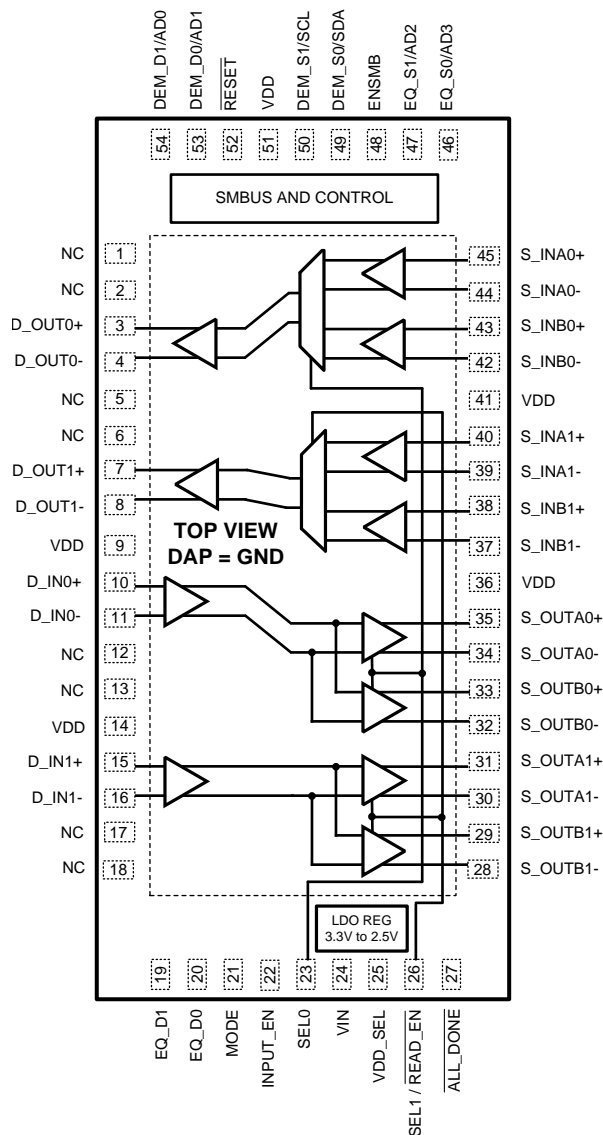 DEM_D1/AD0
DEM_D0/AD1
RESET
VDD
DEM_S1/SCL
DEM_S0/SDA
ENSMB
EQ_S1/AD2
EQ_S0/AD3
54
53
52
51
50
49
48
47
46
SMBUS AND CONTROL
NC 1
NC 2
D_OUT0+ 3
D_OUT0- 4
NC 5
NC 6
D_OUT1+ 7
D_OUT1- 8
VDD 9
D_IN0+ 10
D_IN0- 11
NC 12
NC 13
VDD 14
D_IN1+ 15
D_IN1- 16
NC 17
NC 18
TOP VIEW
DAP = GND
45 S_INA0+
44 S_INA0-
43 S_INB0+
42 S_INB0-
41 VDD
40 S_INA1+
39 S_INA1-
38 S_INB1+
37 S_INB1-
36 VDD
35 S_OUTA0+
34 S_OUTA0-
33 S_OUTB0+
32 S_OUTB0-
31 S_OUTA1+
30 S_OUTA1-
29 S_OUTB1+
28 S_OUTB1-
LDO REG
3.3V to 2.5V
19
20
21
22
23
24
25
26
27
EQ_D1
EQ_D0
MODE
INPUT_EN
SEL0
VIN
VDD_SEL
SEL1 / READ_EN
ALL_DONE